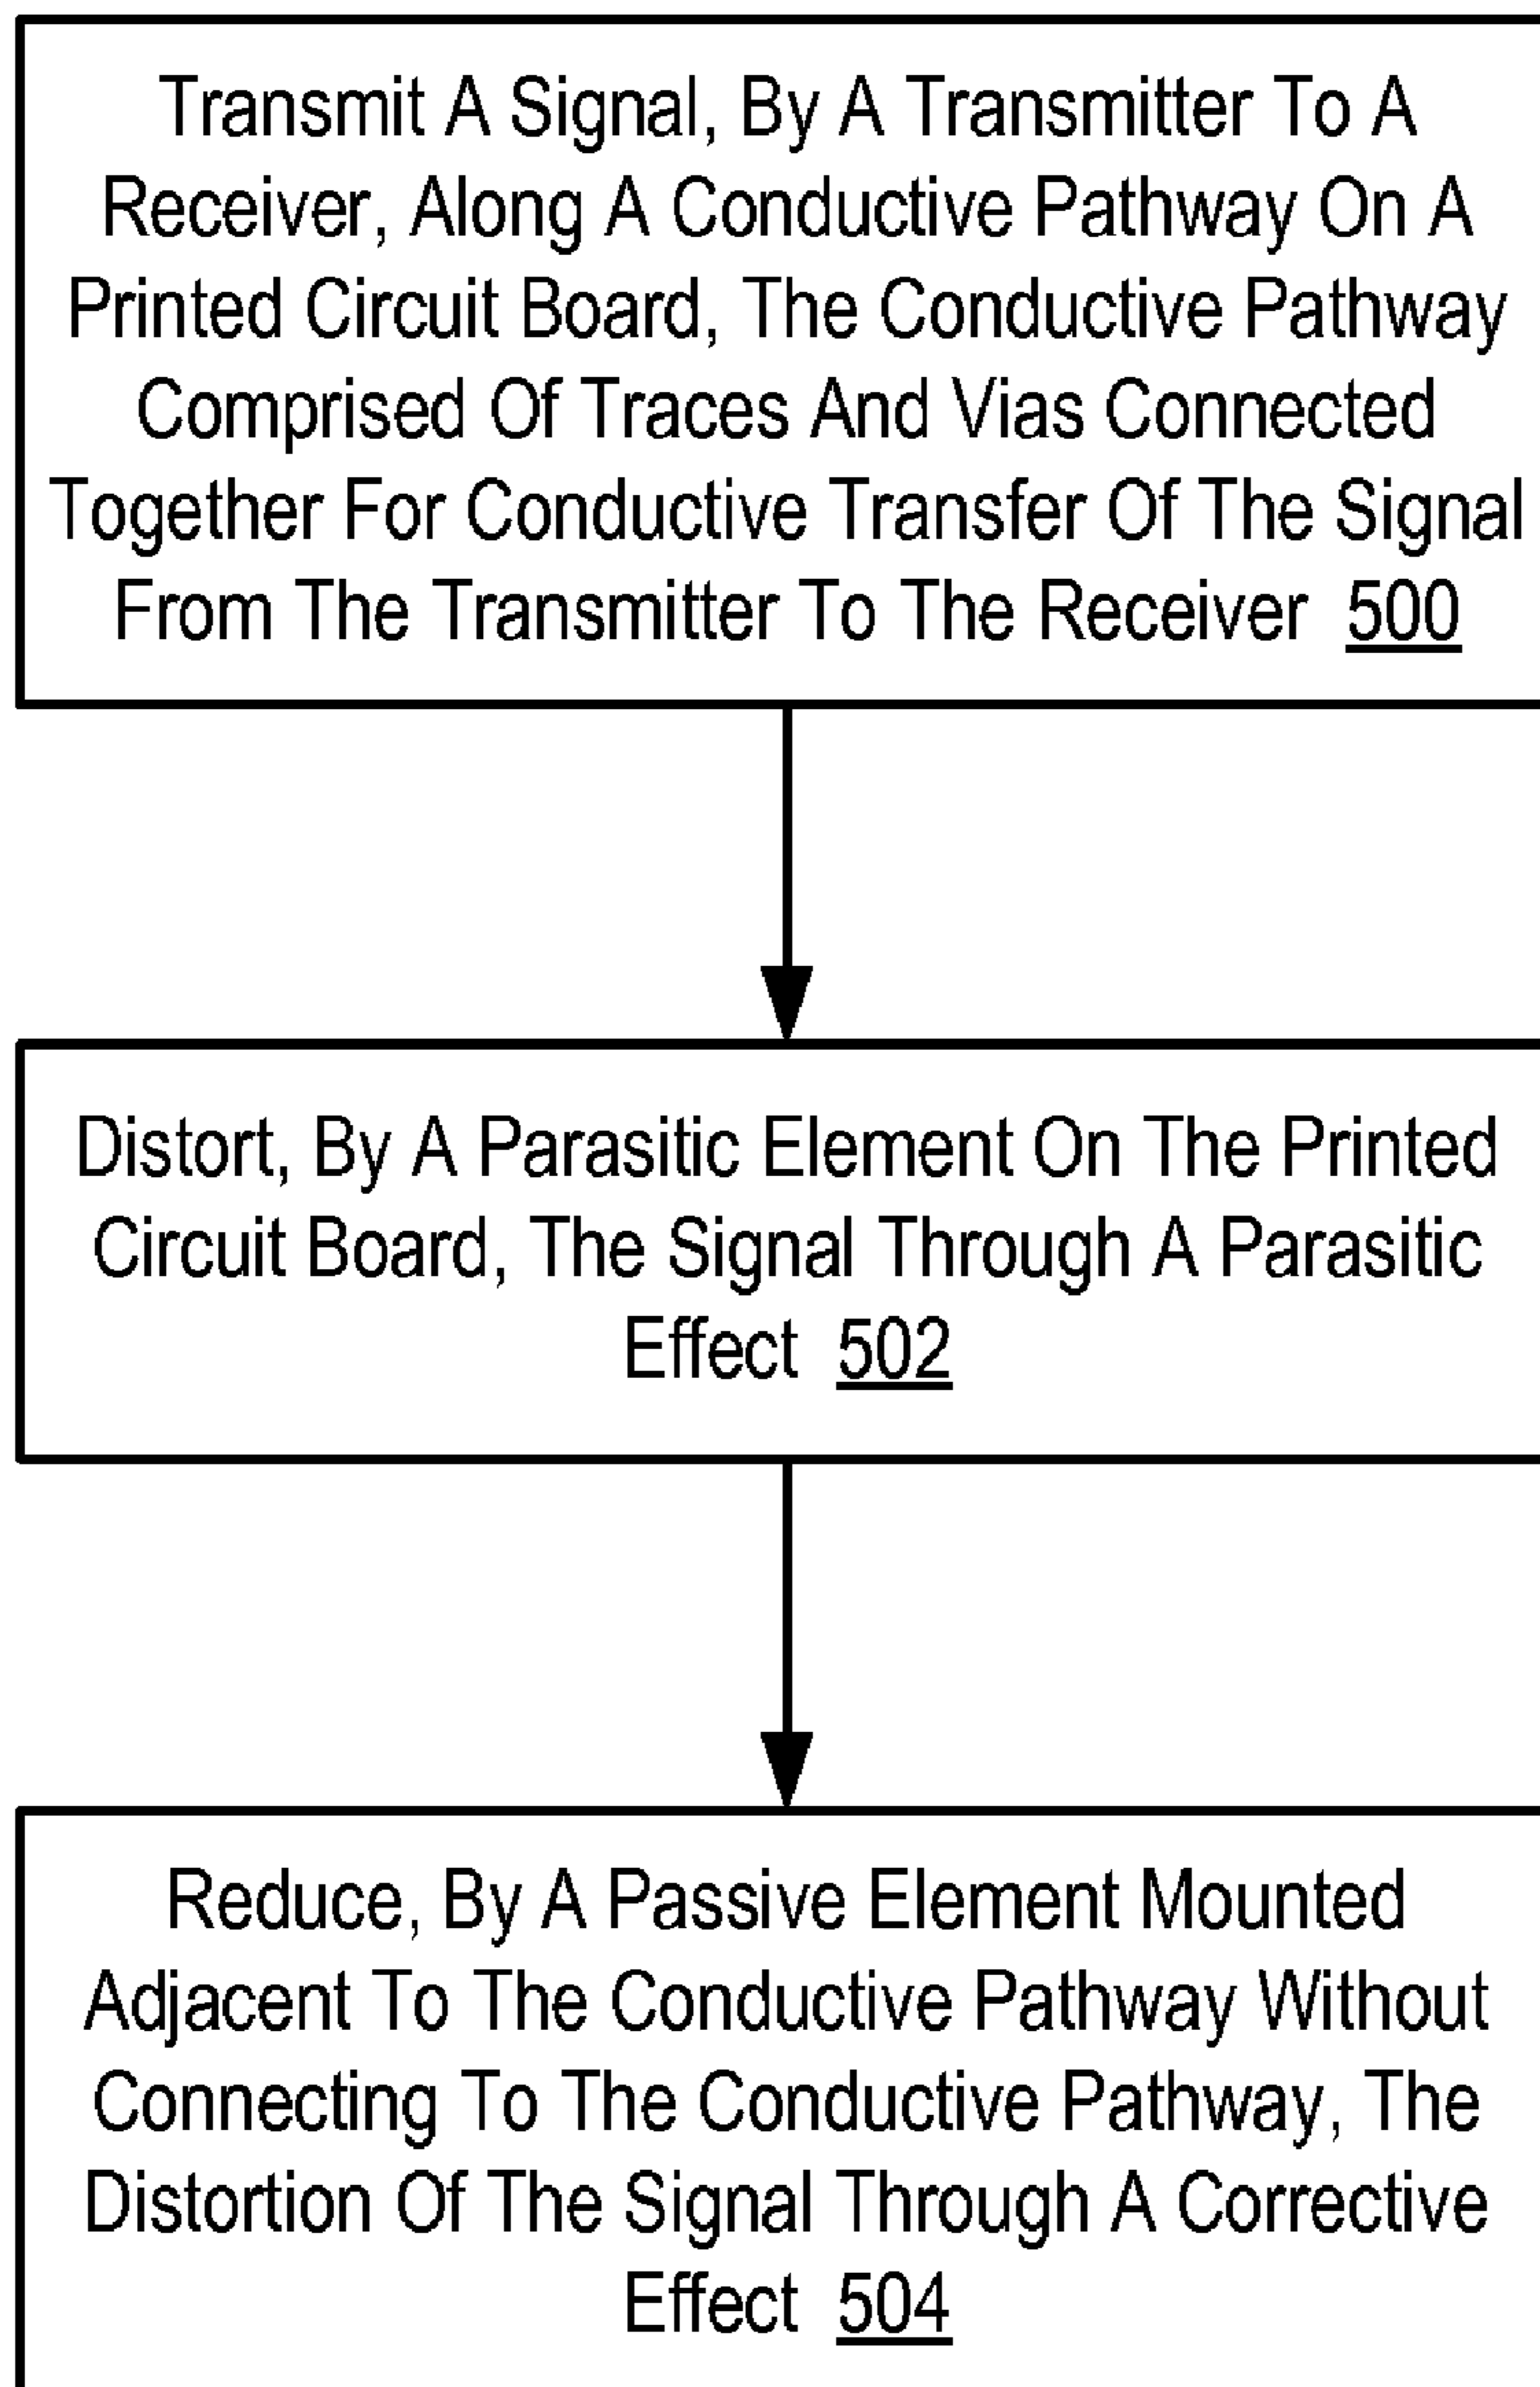 Transmit A Signal, By A Transmitter To A
Receiver, Along A Conductive Pathway On A
Printed Circuit Board, The Conductive Pathway
Comprised Of Traces And Vias Connected
Together For Conductive Transfer Of The Signal
From The Transmitter To The Receiver 500
Distort, By A Parasitic Element On The Printed
Circuit Board, The Signal Through A Parasitic
Effect 502
Reduce, By A Passive Element Mounted
Adjacent To The Conductive Pathway Without
Connecting To The Conductive Pathway, The
Distortion Of The Signal Through A Corrective
Effect 504